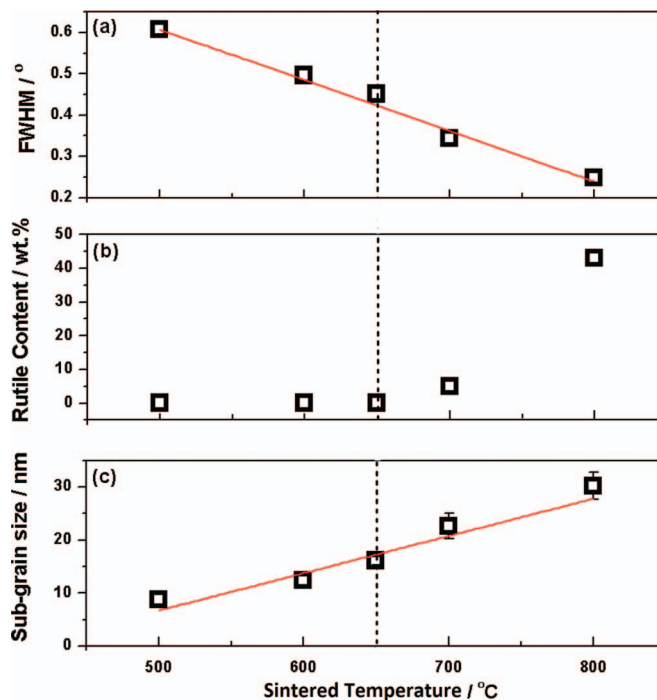 (a)
FWHM / °
0.6
0.5
0.4
0.3
0.2
(b)
Rutile Content / wt.%
50
40
30
20
10
0
(c)
Sub-grain size / nm
30
20
10
0
500 600 700 800
Sintered Temperature / °C